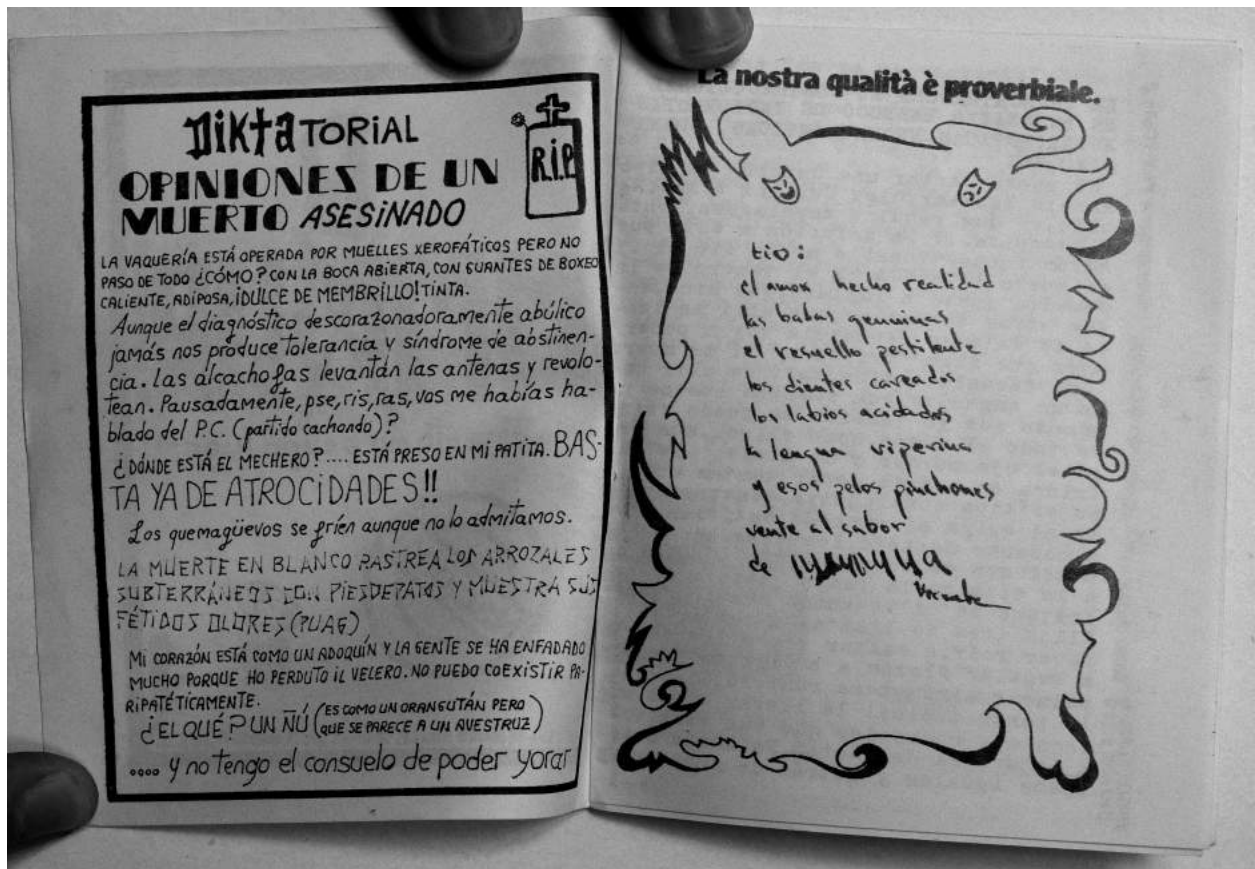 DiKtaTORiAL
OPINIONES DE UN
MUERTO ASESiNADO
R.i.P
LA VAQUERÍA ESTÁ OPERADA POR MUELLES XEROFÁTICOS PERO NO
PASO DE TODO ¿CÓMO? CON LA BOCA ABIERTA, CON GUANTES DE BOXEO
CALIENTE, ADIPOSA, ¡DULCE DE MEMBRILLO! TINTA.
Aunque el diagnóstico descorazonadoramente abúlico
jamás nos produce tolerancia y síndrome de abstinen-
cia. Las alcachofas levantán las antenas y revolo-
tean. Pausadamente, pse, ris, ras, vos me habías ha-
blado del P.C. (partido cachondo)?
¿DÓNDE ESTÁ EL MECHERO?.... ESTÁ PRESO EN MI PATITA. BAS-
TA YA DE ATROCIDADES!!
Los quemagüevos se fríen aunque no lo admitamos.
LA MUERTE EN BLANCO RASTREA LOS ARROZALES
SUBTERRÁNEOS CON PIESDEPATOS Y MUESTRA SUS
FÉTIDOS OLORES (PUAG)
MI CORAZÓN ESTÁ COMO UN ADOQUÍN Y LA GENTE SE HA ENFADADO
MUCHO PORQUE HO PERDUTO IL VELERO. NO PUEDO COEXISTIR PA-
RIPATÉTICAMENTE.
¿EL QUÉ? UN ÑÚ (ES COMO UN ORANGUTÁN PERO
QUE SE PARECE A UN AVESTRUZ)
.... y no tengo el consuelo de poder yorar
La nostra qualità è proverbiale.
tio:
el amor hecho realidad
las babas genuinas
el resuello pestilente
los dientes careados
los labios acidados
la lengua viperina
y esos pelos pinchones
vente al sabor
de